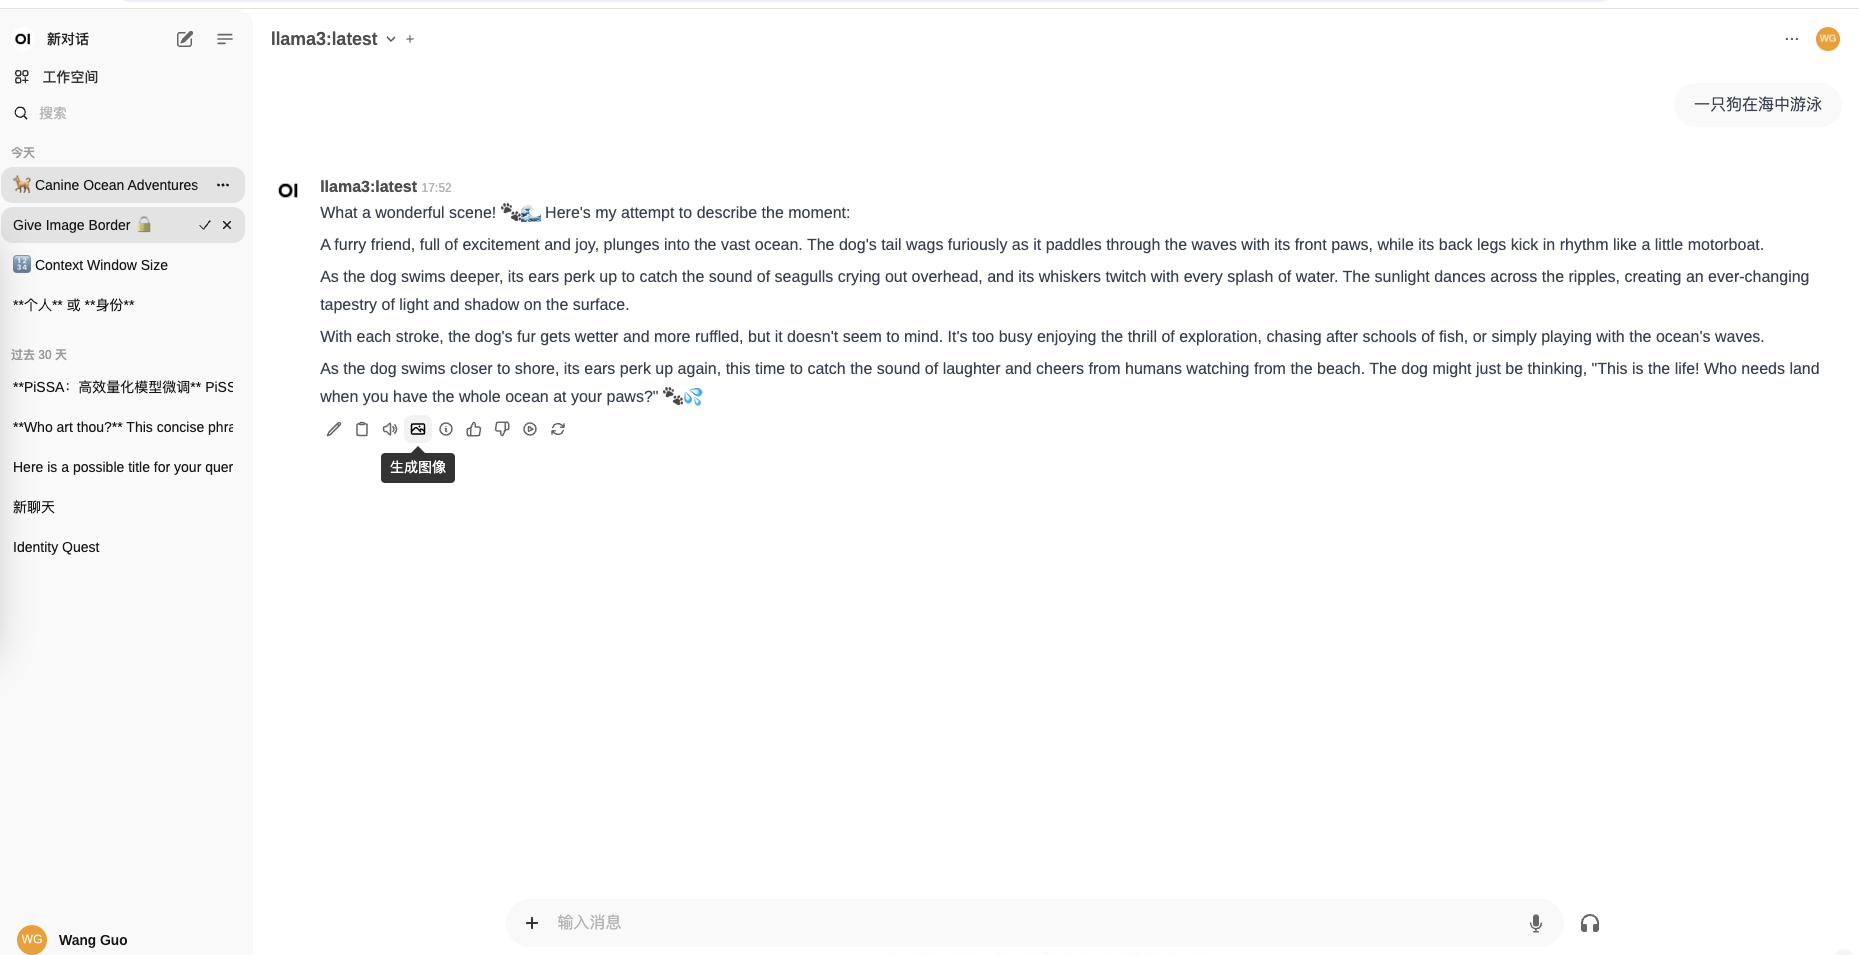 OI 新对话
工作空间
搜索
今天
Canine Ocean Adventures
Give Image Border
Context Window Size
**个人** 或 **身份**
过去 30 天
**PiSSA：高效量化模型微调** PiSS
**Who art thou?** This concise phra
Here is a possible title for your quer
新聊天
Identity Quest
WG Wang Guo
llama3:latest
WG
一只狗在海中游泳
OI llama3:latest 17:52
What a wonderful scene! 🐾🌊 Here's my attempt to describe the moment:
A furry friend, full of excitement and joy, plunges into the vast ocean. The dog's tail wags furiously as it paddles through the waves with its front paws, while its back legs kick in rhythm like a little motorboat.
As the dog swims deeper, its ears perk up to catch the sound of seagulls crying out overhead, and its whiskers twitch with every splash of water. The sunlight dances across the ripples, creating an ever-changing
tapestry of light and shadow on the surface.
With each stroke, the dog's fur gets wetter and more ruffled, but it doesn't seem to mind. It's too busy enjoying the thrill of exploration, chasing after schools of fish, or simply playing with the ocean's waves.
As the dog swims closer to shore, its ears perk up again, this time to catch the sound of laughter and cheers from humans watching from the beach. The dog might just be thinking, "This is the life! Who needs land
when you have the whole ocean at your paws?" 🐾💦
生成图像
输入消息